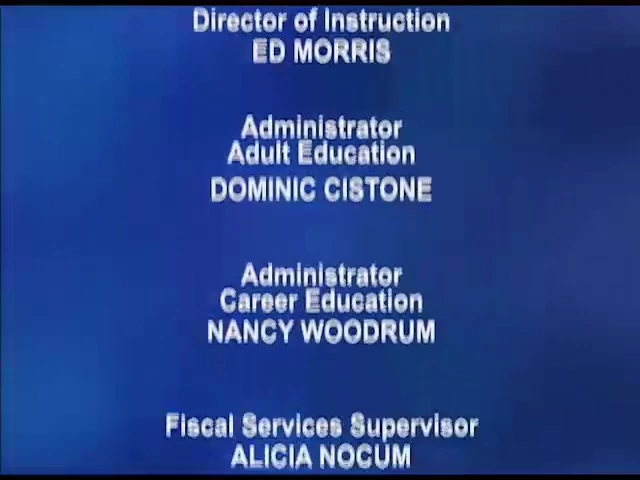 Director of Instruction
ED MORRIS
Administrator
Adult Education
DOMINIC CISTONE
Administrator
Career Education
NANCY WOODRUM
Fiscal Services Supervisor
ALICIA NOCUM